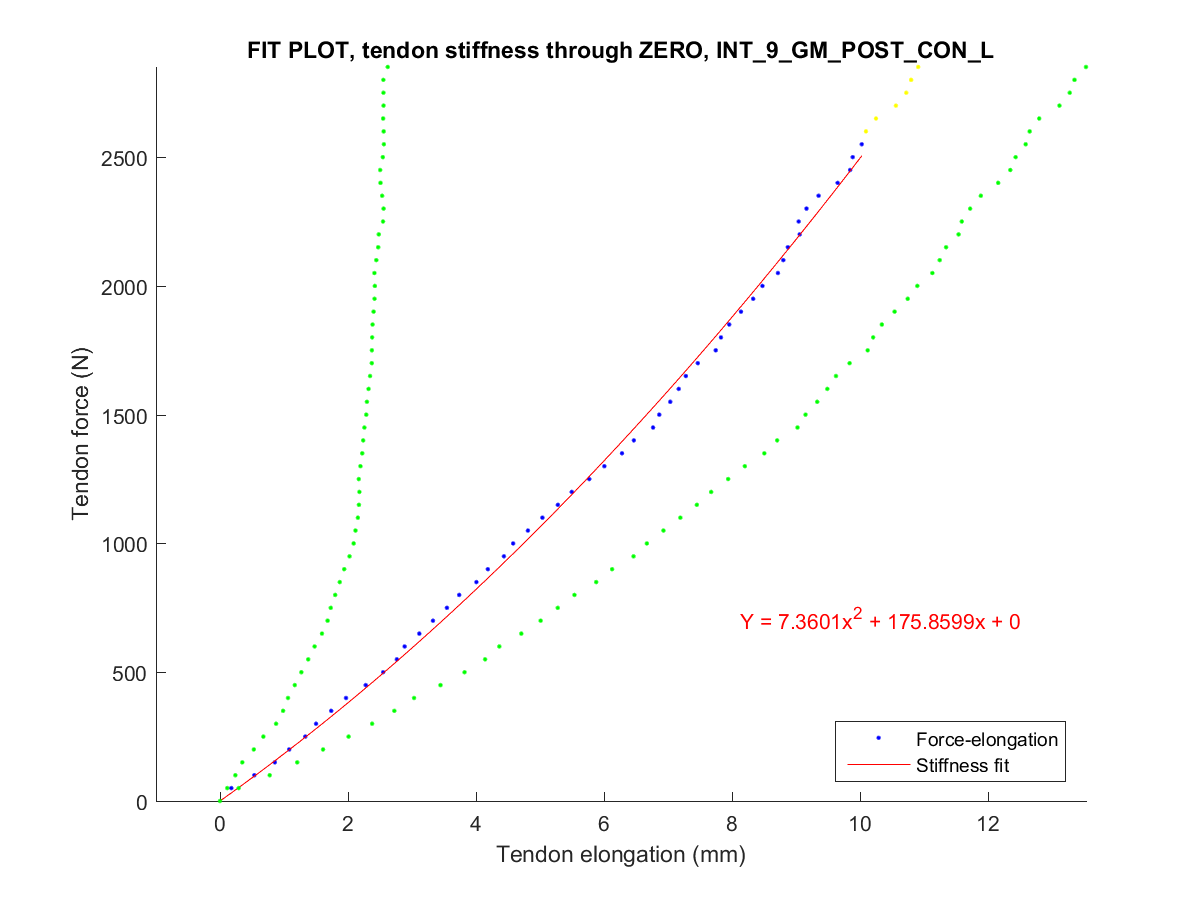 FIT PLOT, tendon stiffness through ZERO, INT_9_GM_POST_CON_L
2500
2000
1500
1000
500
0
Tendon force (N)
Y = 7.3601x² + 175.8599x + 0
Force-elongation
Stiffness fit
0 2 4 6 8 10 12
Tendon elongation (mm)